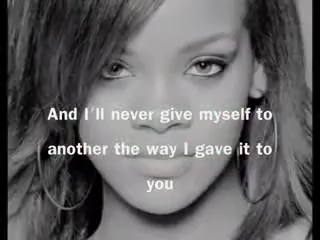 And I'll never give myself to
another the way I gave it to
you